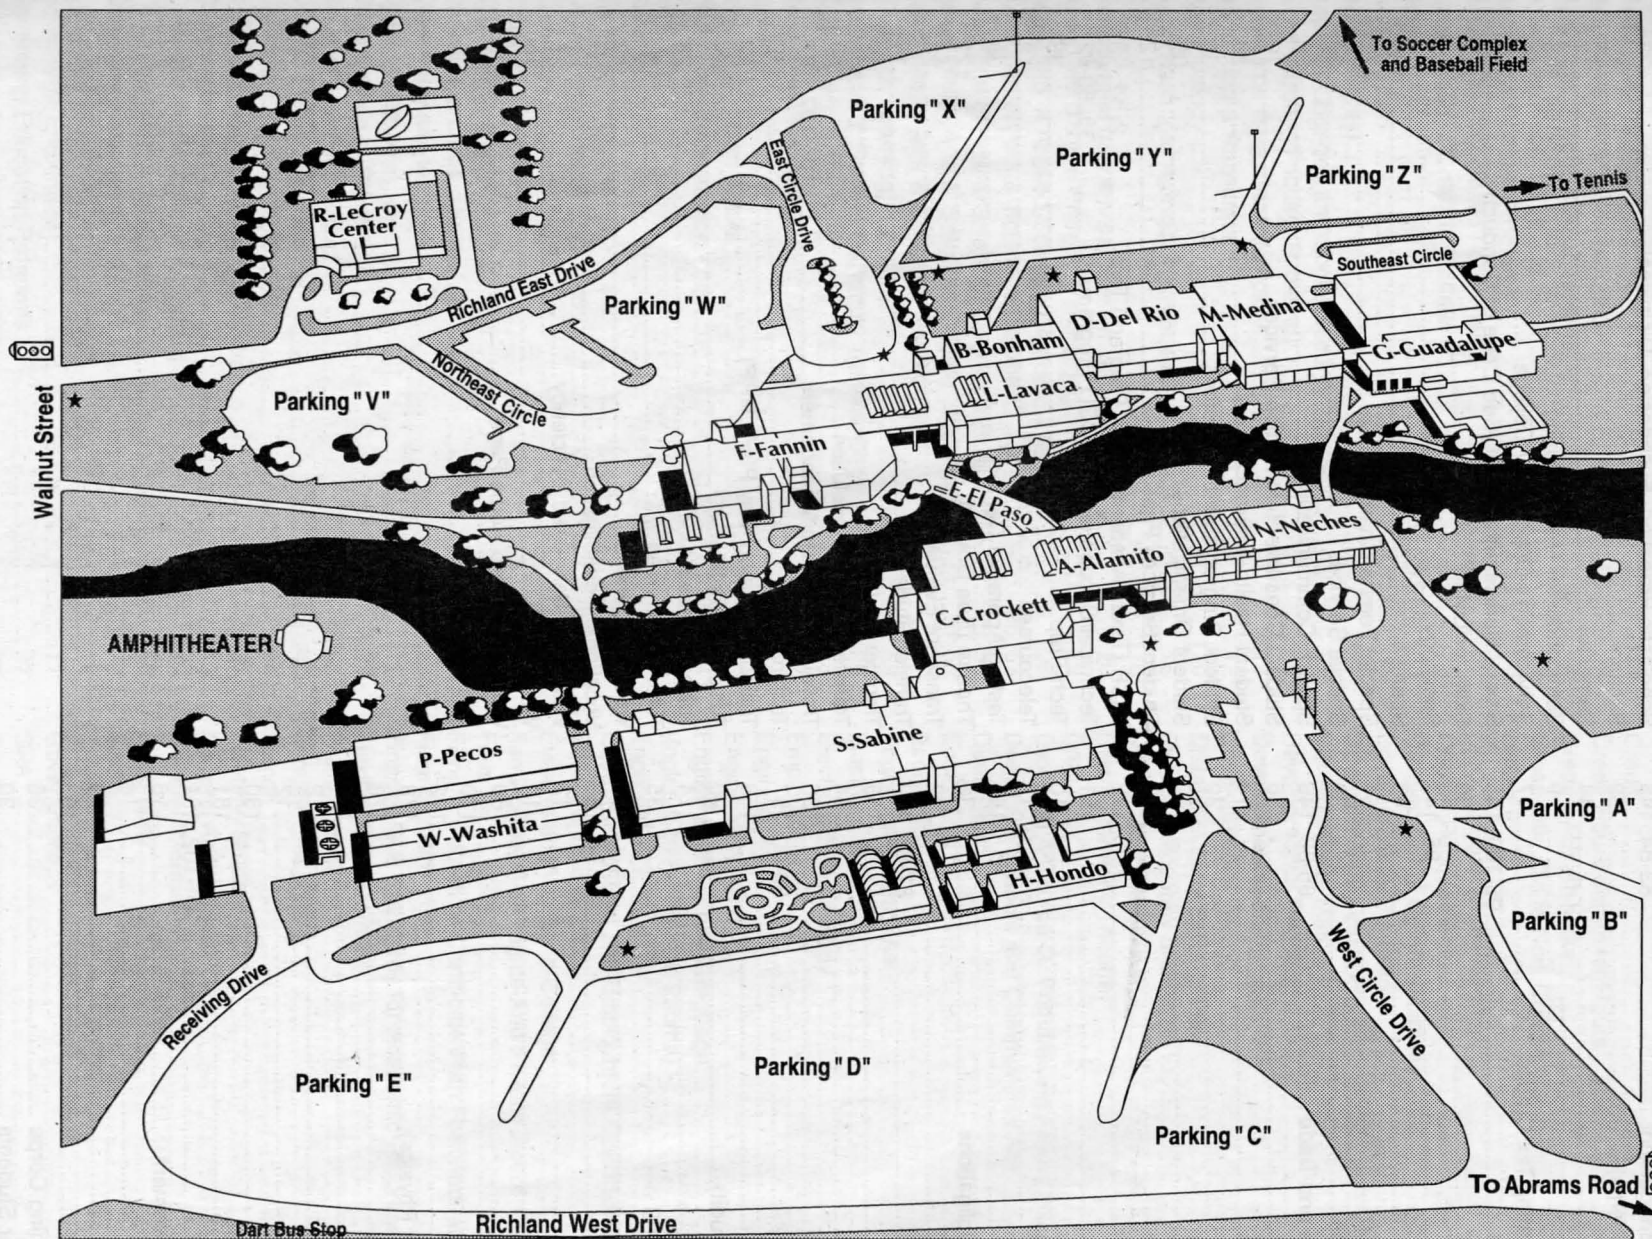 To Soccer Complex
and Baseball Field
Parking "X"
Parking "Y"
Parking "Z"
To Tennis
East Circle Drive
R-LeCroy
Center
Southeast Circle
Richland East Drive
Parking "W"
D-Del Rio
M-Medina
B-Bonham
G-Guadalupe
Walnut Street
Northeast Circle
Parking "V"
L-Lavaca
F-Fannin
E-El Paso
N-Neches
A-Alamito
C-Crockett
AMPHITHEATER
S-Sabine
P-Pecos
W-Washita
Parking "A"
H-Hondo
Parking "B"
West Circle Drive
Receiving Drive
Parking "E"
Parking "D"
Parking "C"
To Abrams Road
Richland West Drive
Dart Bus Stop